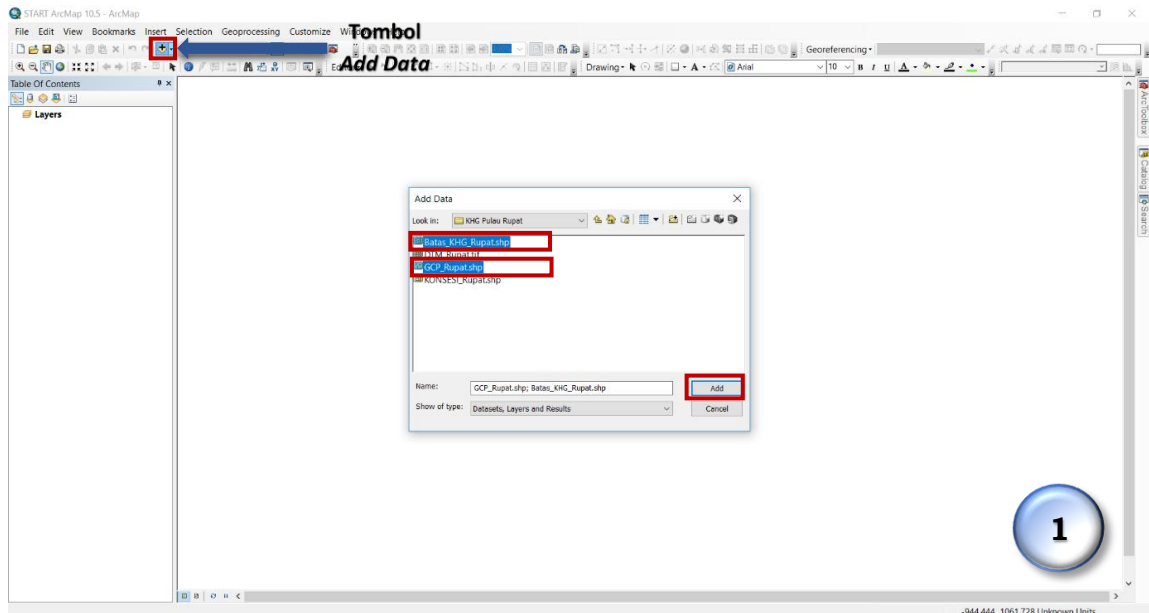 START ArcMap 10.5 - ArcMap
File Edit View Bookmarks Insert Selection Geoprocessing Customize
Tombol
Add Data
Georeferencing
Drawing
Arial
10
B I U A
Table Of Contents
Layers
ArcToolbox
Catalog
Search
Add Data
Look in: KHG Pulau Rupat
Batas_KHG_Rupat.shp
DTM_Rupat.tif
GCP_Rupat.shp
KONSESI_Rupat.shp
Name: GCP_Rupat.shp; Batas_KHG_Rupat.shp
Add
Show of type: Datasets, Layers and Results
Cancel
1
-944,444 1061,728 Unknown Units